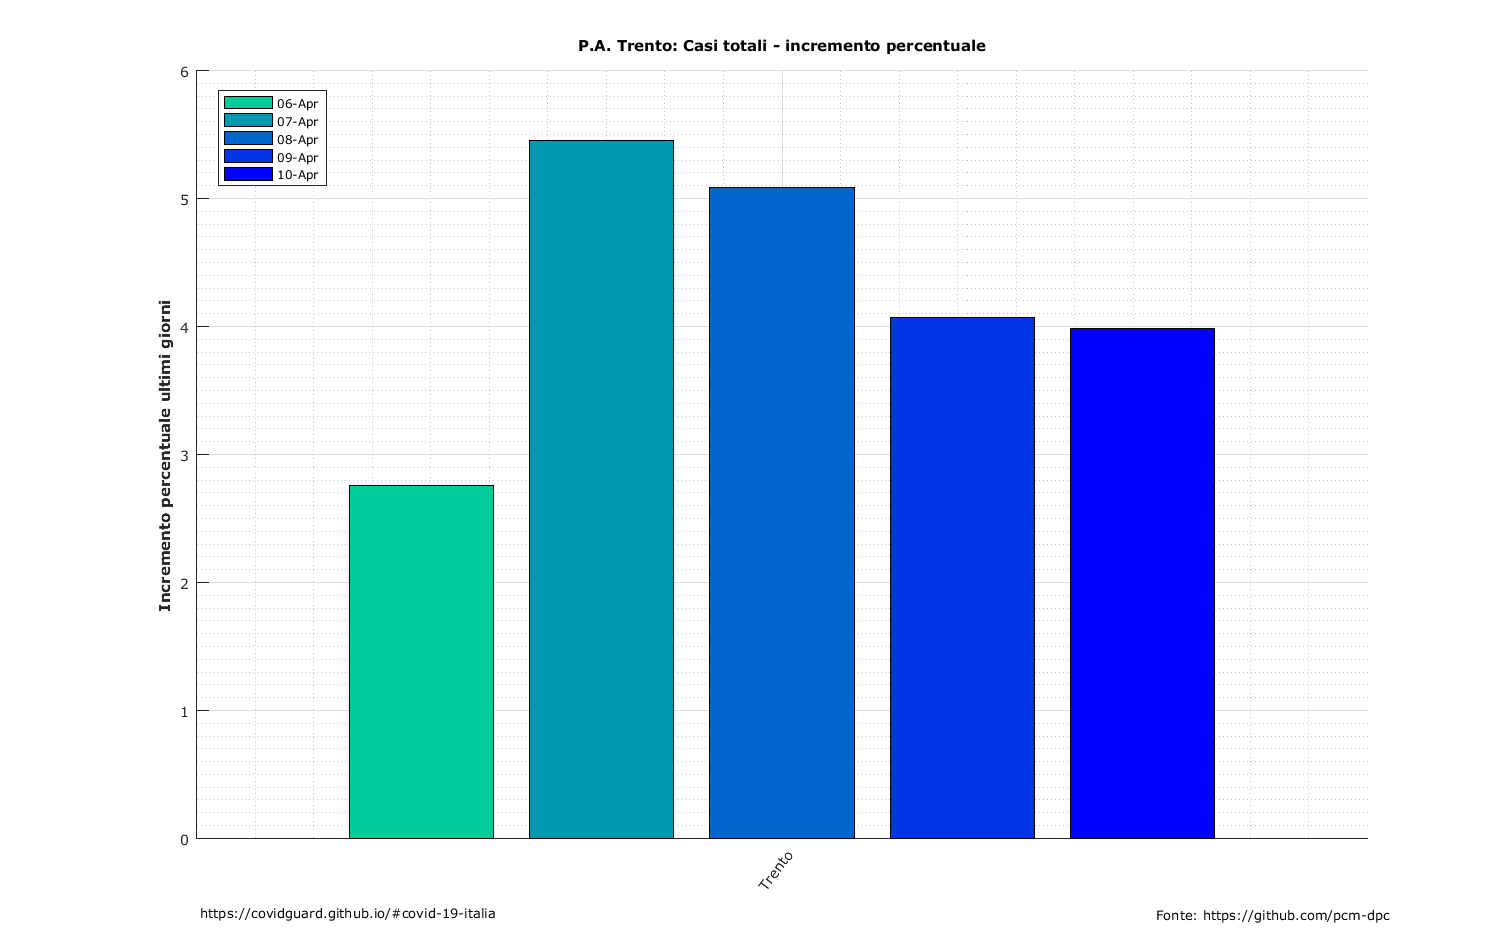 P.A. Trento: Casi totali - incremento percentuale
6
5
4
3
2
1
0
Incremento percentuale ultimi giorni
06-Apr
07-Apr
08-Apr
09-Apr
10-Apr
Trento
https://covidguard.github.io/#covid-19-italia
Fonte: https://github.com/pcm-dpc